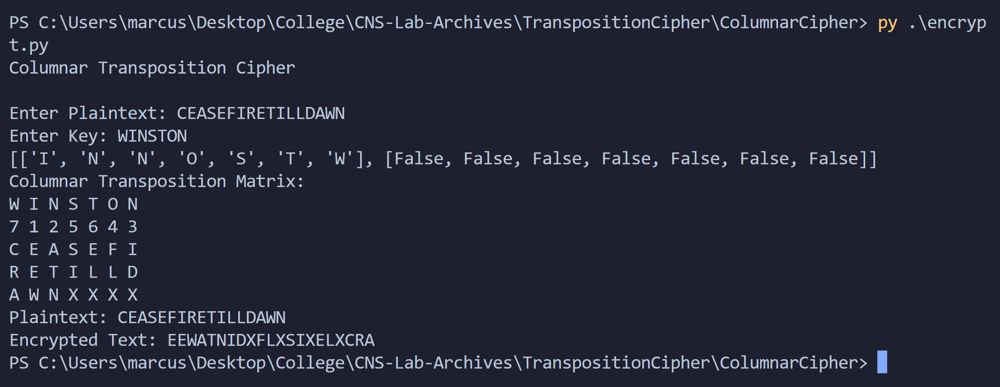 PS C:\Users\marcus\Desktop\College\CNS-Lab-Archives\TranspositionCipher\ColumnarCipher> py .\encryp
t.py
Columnar Transposition Cipher
Enter Plaintext: CEASEFIRETILLDAWN
Enter Key: WINSTON
[['I', 'N', 'N', 'O', 'S', 'T', 'W'], [False, False, False, False, False, False, False]]
Columnar Transposition Matrix:
W I N S T O N
7 1 2 5 6 4 3
C E A S E F I
R E T I L L D
A W N X X X X
Plaintext: CEASEFIRETILLDAWN
Encrypted Text: EEWATNIDXFLXSIXELXCRA
PS C:\Users\marcus\Desktop\College\CNS-Lab-Archives\TranspositionCipher\ColumnarCipher>